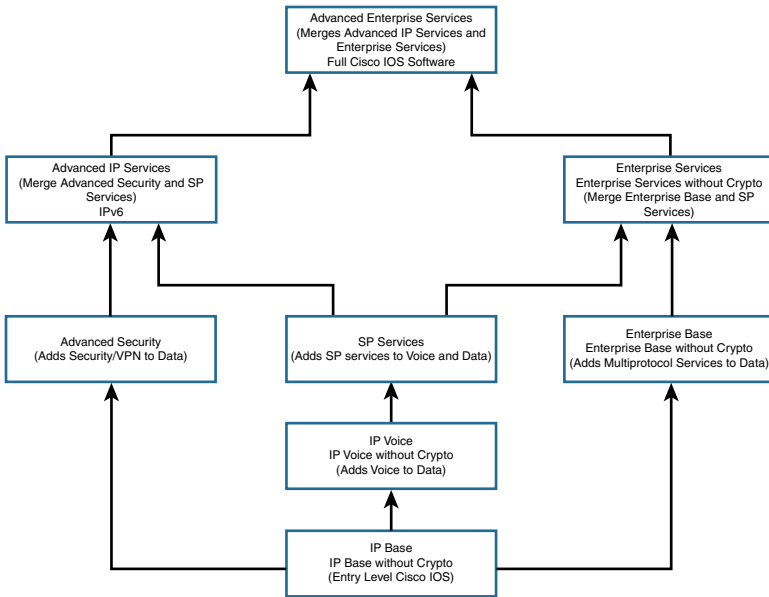 Advanced Enterprise Services
(Merges Advanced IP Services and
Enterprise Services)
Full Cisco IOS Software
Advanced IP Services
(Merge Advanced Security and SP
Services)
IPv6
Enterprise Services
Enterprise Services without Crypto
(Merge Enterprise Base and SP
Services)
Advanced Security
(Adds Security/VPN to Data)
SP Services
(Adds SP services to Voice and Data)
Enterprise Base
Enterprise Base without Crypto
(Adds Multiprotocol Services to Data)
IP Voice
IP Voice without Crypto
(Adds Voice to Data)
IP Base
IP Base without Crypto
(Entry Level Cisco IOS)